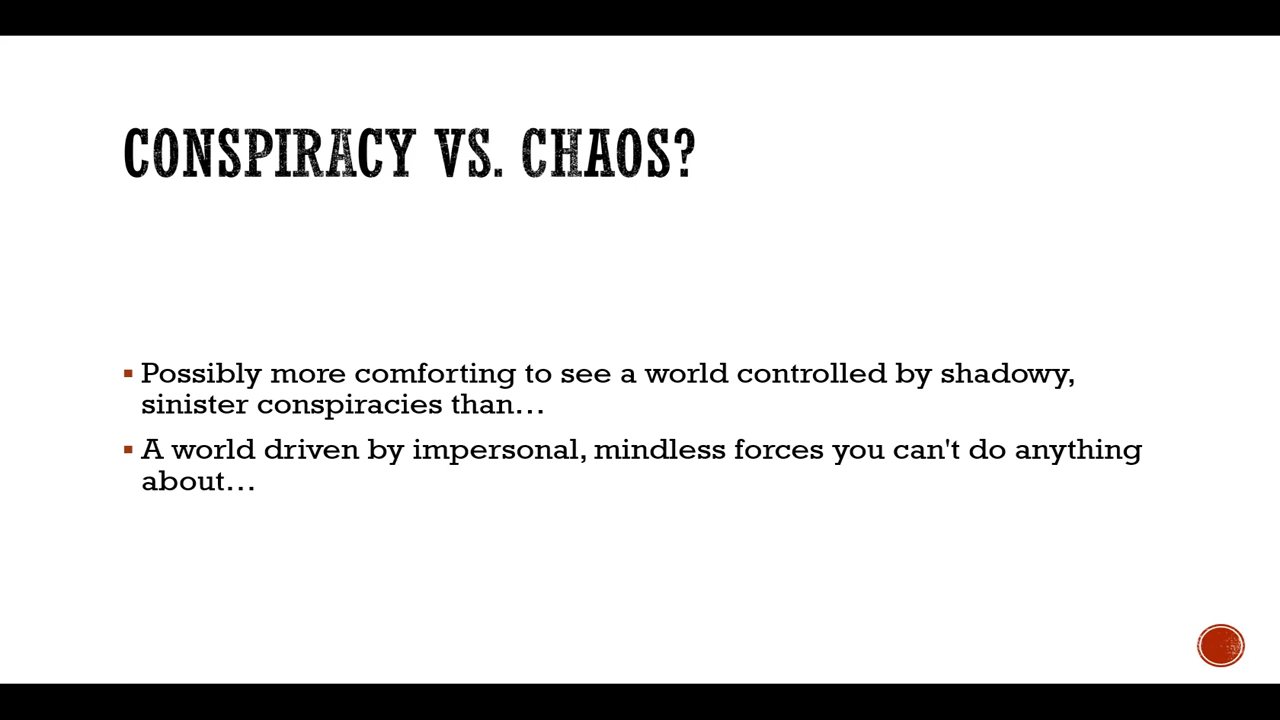 CONSPIRACY VS. CHAOS?
▪ Possibly more comforting to see a world controlled by shadowy,
sinister conspiracies than…
▪ A world driven by impersonal, mindless forces you can't do anything
about…